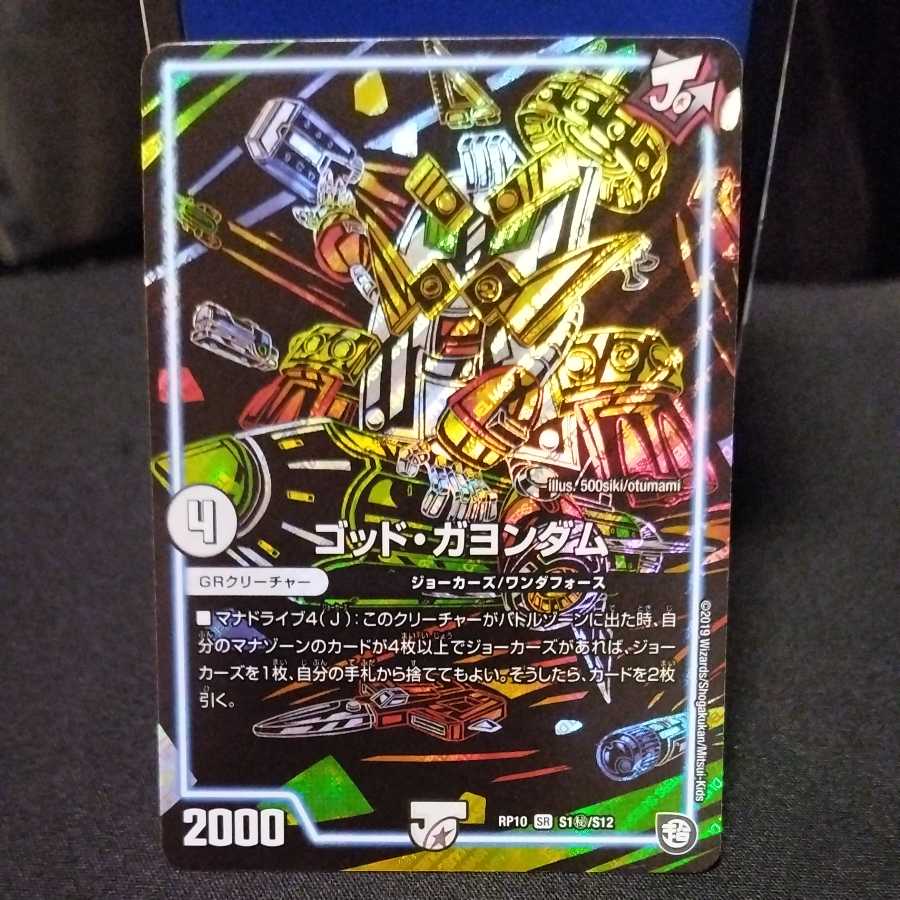 J
illus. 500siki/otumami
4
ゴッド・ガヨンダム
GRクリーチャー
ジョーカーズ/ワンダフォース
■ マナドライブ4(J):このクリーチャーがバトルゾーンに出た時、自
分のマナゾーンのカードが4枚以上でジョーカーズがあれば、ジョー
カーズを1枚、自分の手札から捨ててもよい。そうしたら、カードを2枚
引く。
©2019 Wizards/Shogakukan/Mitsui-Kids
2000
J
RP10 SR S1㊙/S12
超